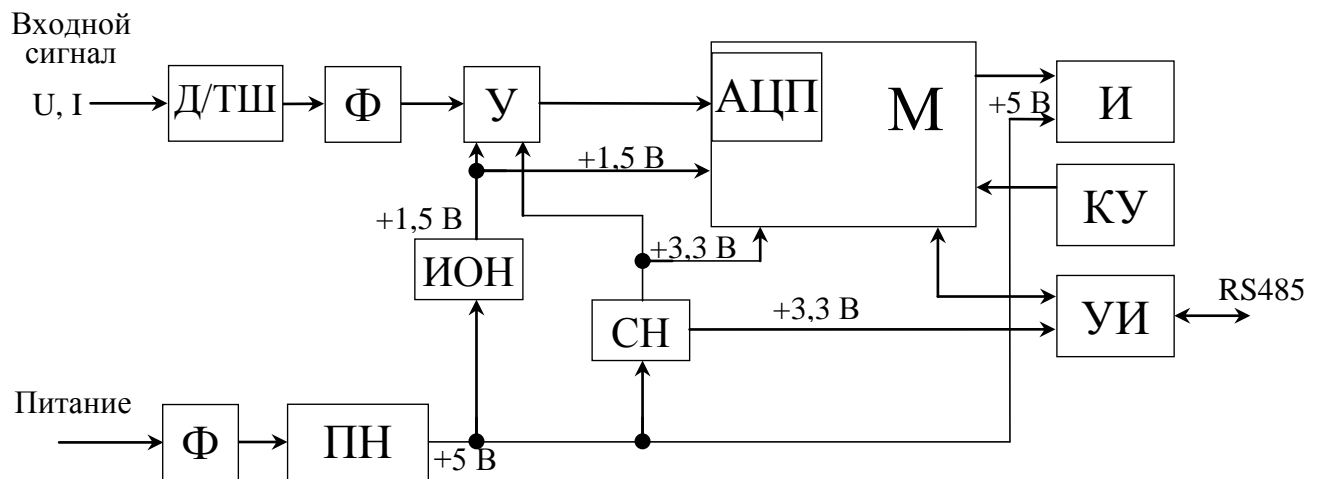 Входной
сигнал
U, I
Д/ТШ
Ф
У
АЦП
М
И
+5 В
+1,5 В
КУ
+1,5 В
ИОН
+3,3 В
СН
+3,3 В
УИ
RS485
Питание
Ф
ПН
+5 В